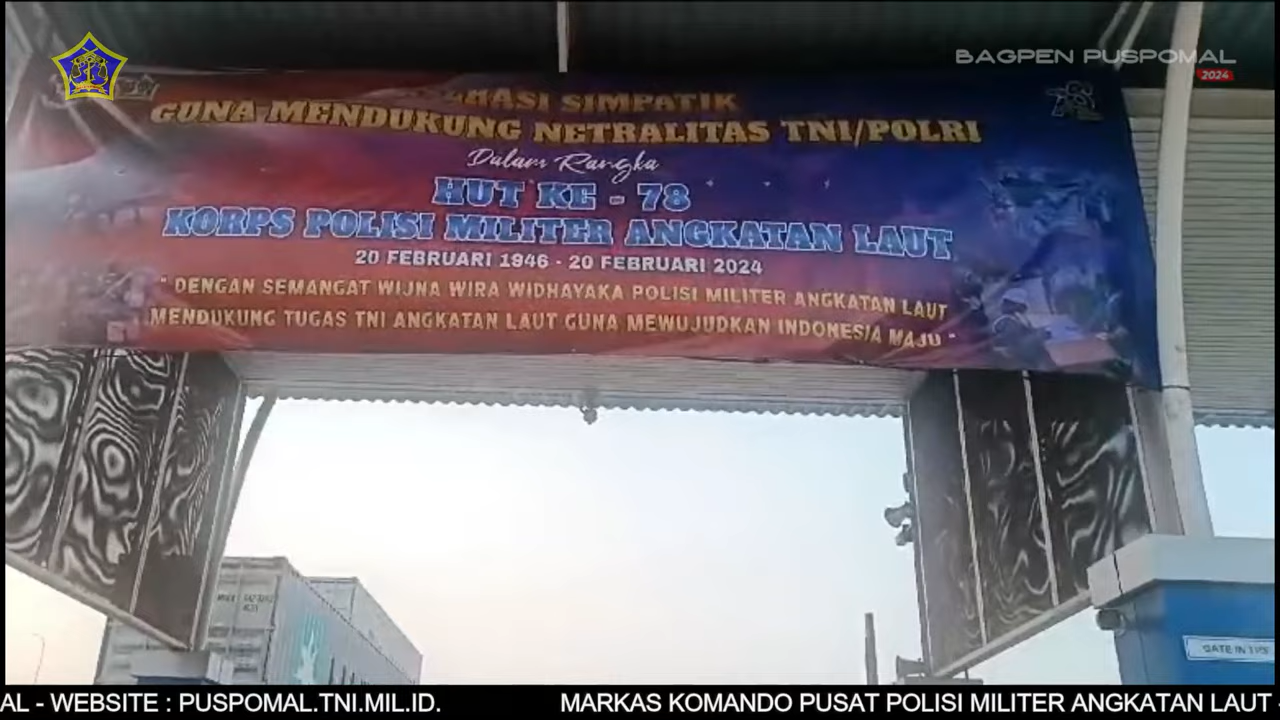 BAGPEN PUSPOMAL
2024
SIMPATIK
GUNA MENDUKUNG NETRALITAS TNI/POLRI
Dalam Rangka
HUT KE - 78
KORPS POLISI MILITER ANGKATAN LAUT
20 FEBRUARI 1946 - 20 FEBRUARI 2024
" DENGAN SEMANGAT WIJNA WIRA WIDHAYAKA POLISI MILITER ANGKATAN LAUT
MENDUKUNG TUGAS TNI ANGKATAN LAUT GUNA MEWUJUDKAN INDONESIA MAJU "
GATE IN
AL - WEBSITE : PUSPOMAL.TNI.MIL.ID. MARKAS KOMANDO PUSAT POLISI MILITER ANGKATAN LAUT